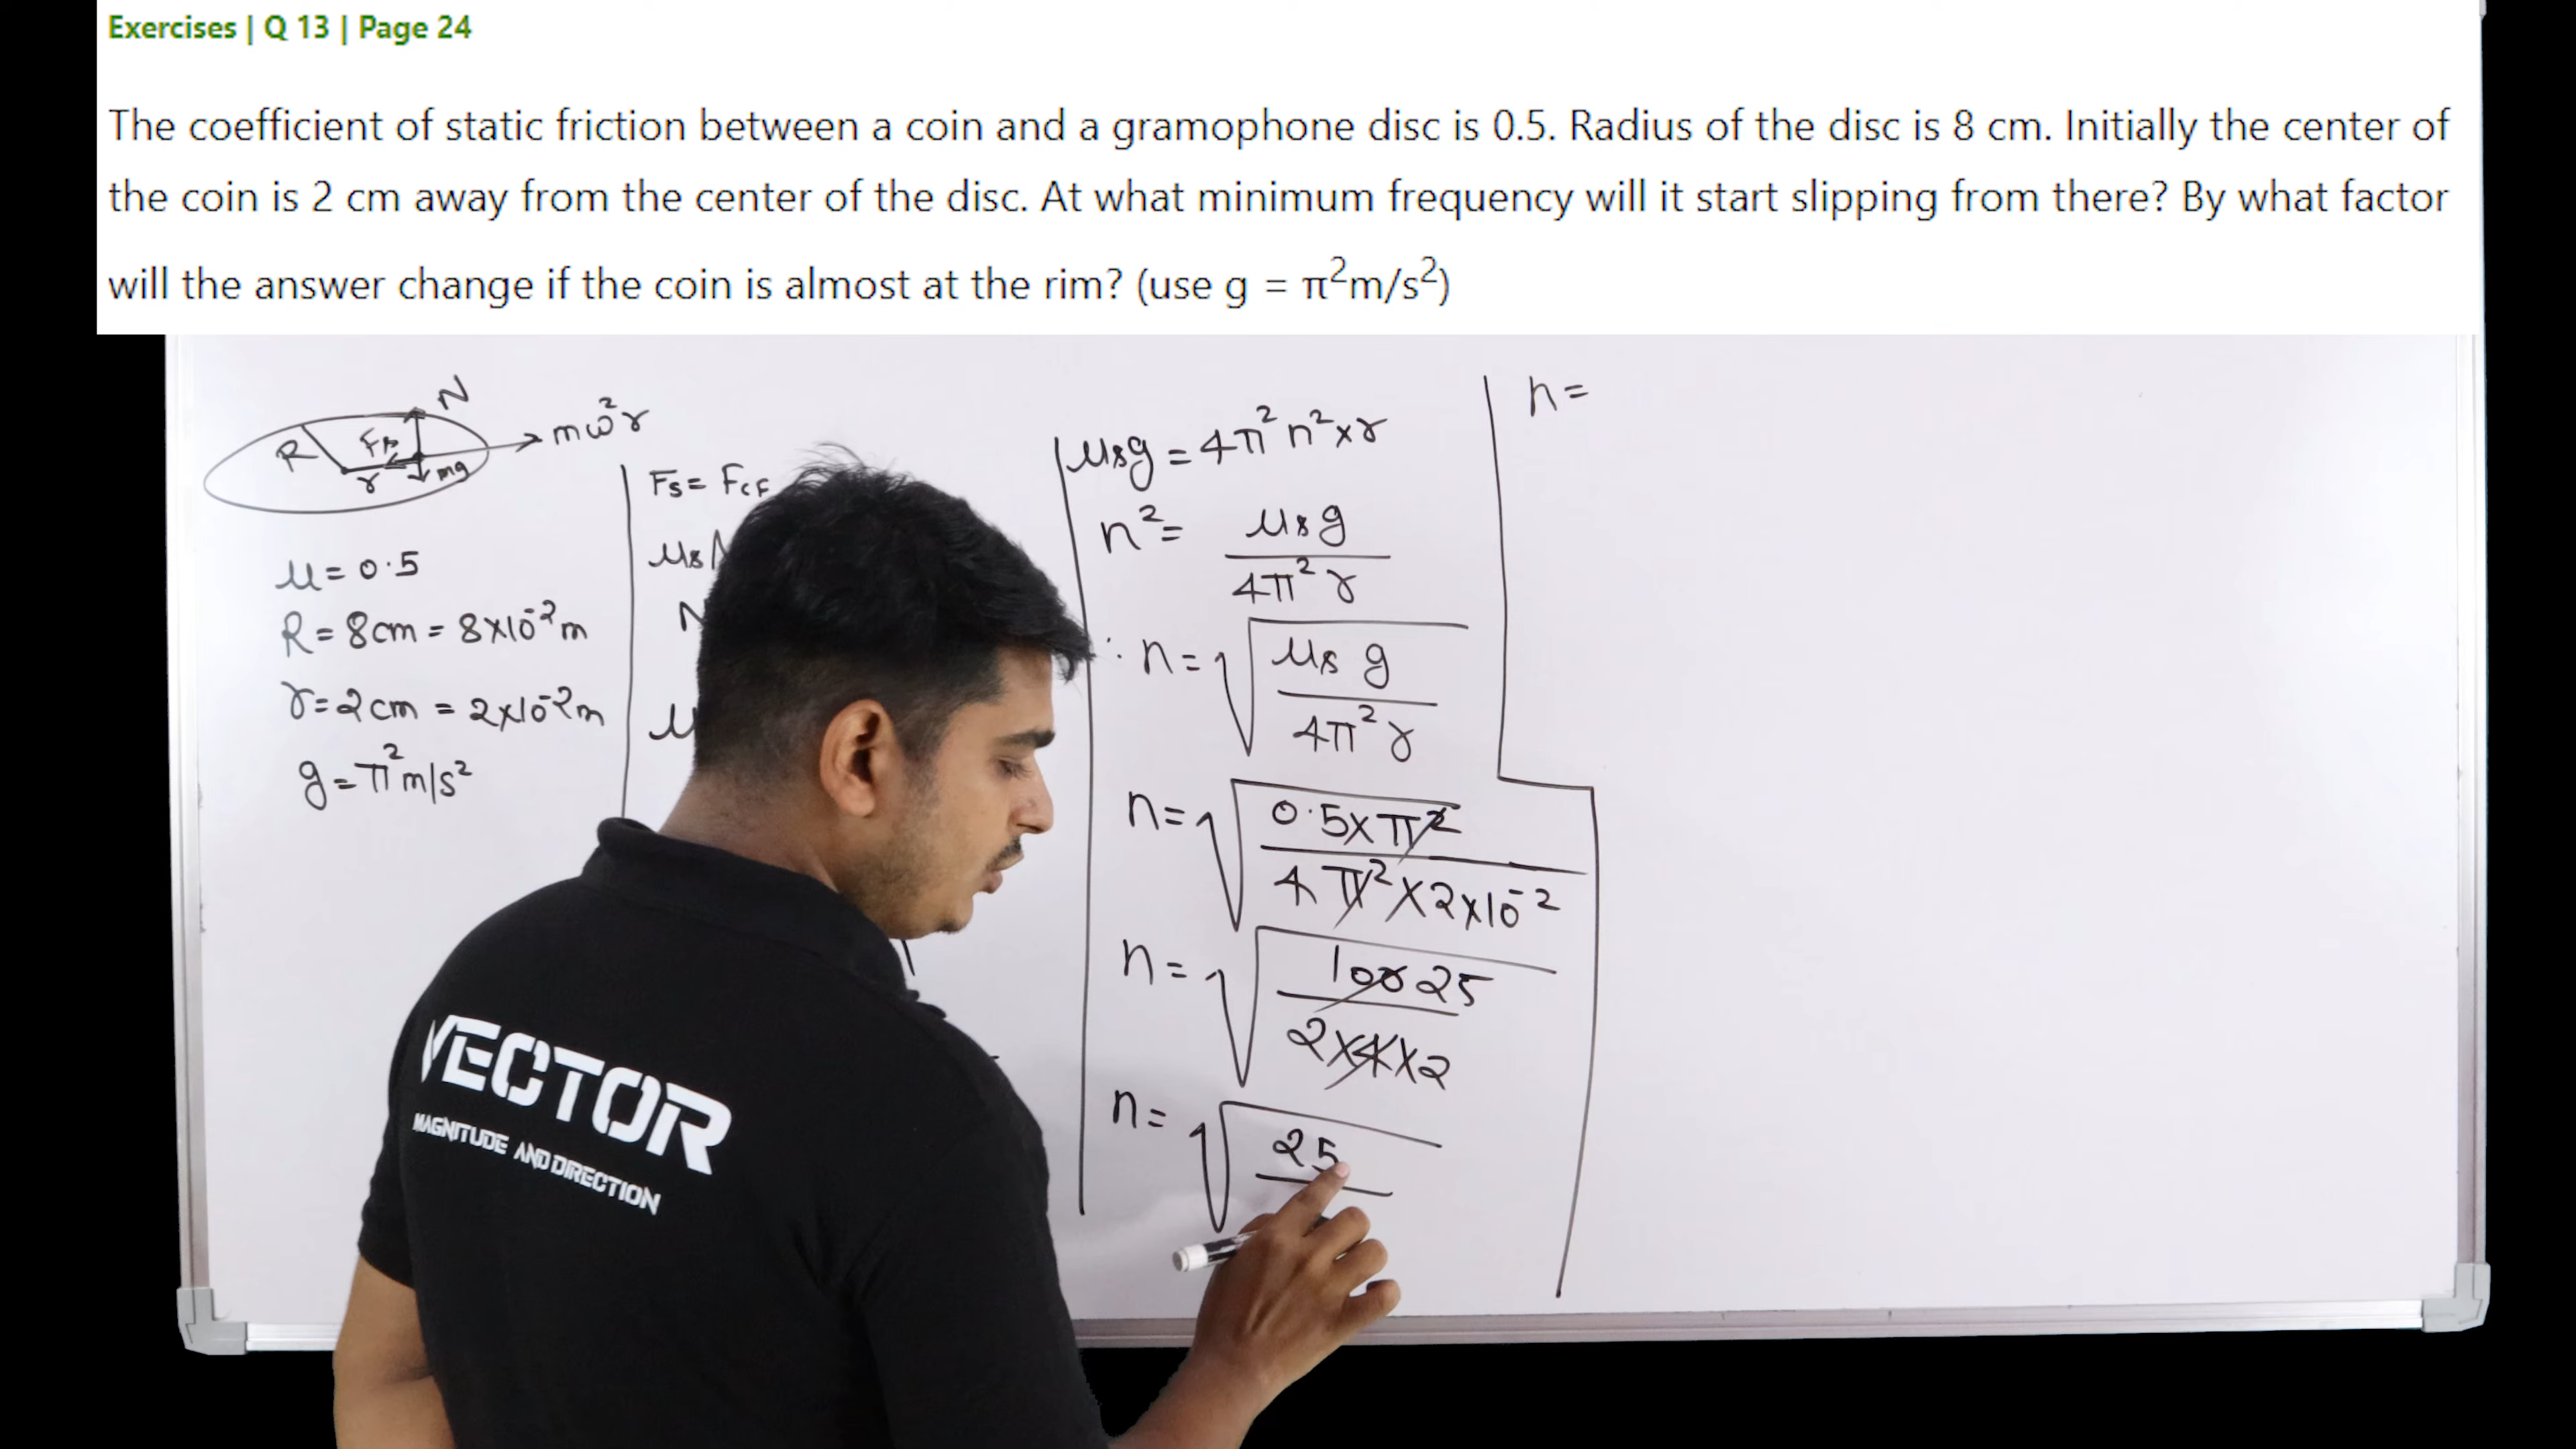 Exercises | Q 13 | Page 24
The coefficient of static friction between a coin and a gramophone disc is 0.5. Radius of the disc is 8 cm. Initially the center of
the coin is 2 cm away from the center of the disc. At what minimum frequency will it start slipping from there? By what factor
will the answer change if the coin is almost at the rim? (use g = π²m/s²)
N
mω²r
R
Fs
r
mg
μ = 0.5
R = 8cm = 8×10⁻²m
r = 2cm = 2×10⁻²m
g = π²m/s²
Fs = FCF
μs
N
μ
μsg = 4π²n²×r
n² = μsg / 4π²r
∴ n = √(μs g / 4π²r)
n = √(0.5×π² / 4π²×2×10⁻²)
n = √(100 25 / 2×4×2)
n = √(25
n =
VECTOR
MAGNITUDE AND DIRECTION